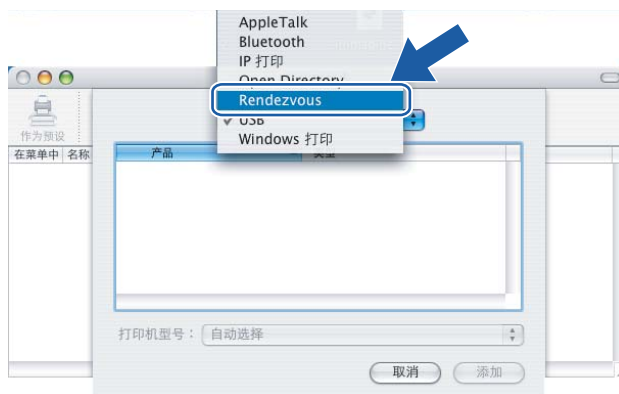 AppleTalk
Bluetooth
IP 打印
Open Directory
Rendezvous
USB
Windows 打印
作为预设
在菜单中 名称
产品 类型
打印机型号： 自动选择
取消 添加